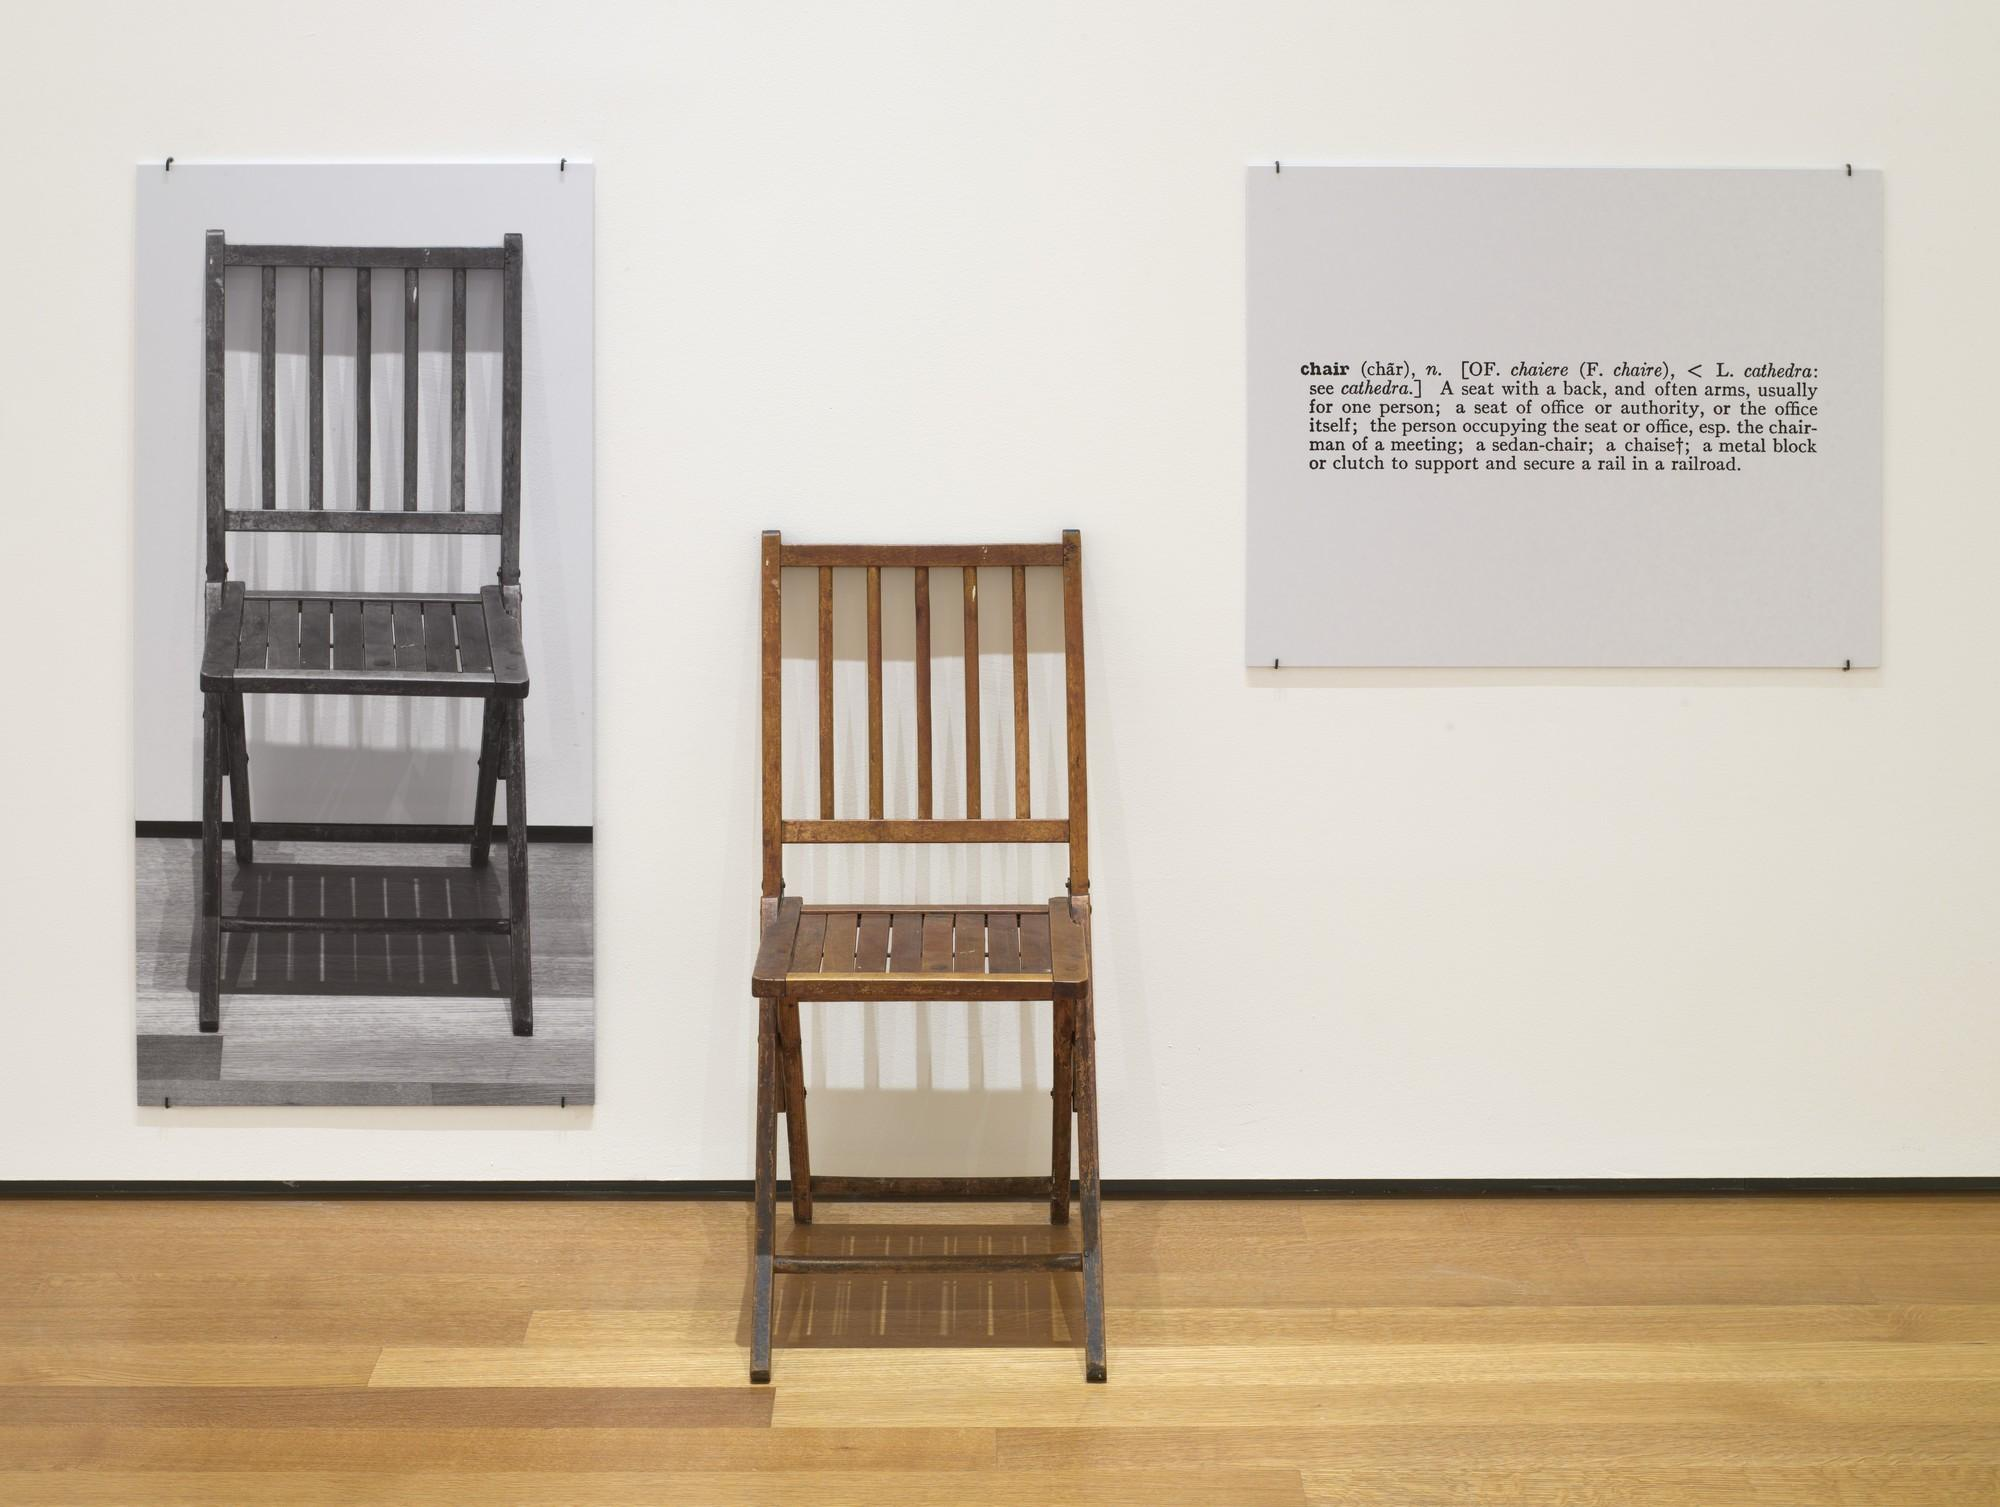 chair (chãr), n. [OF. chaiere (F. chaire), < L. cathedra:
see cathedra.] A seat with a back, and often arms, usually
for one person; a seat of office or authority, or the office
itself; the person occupying the seat or office, esp. the chair-
man of a meeting; a sedan-chair; a chaise†; a metal block
or clutch to support and secure a rail in a railroad.